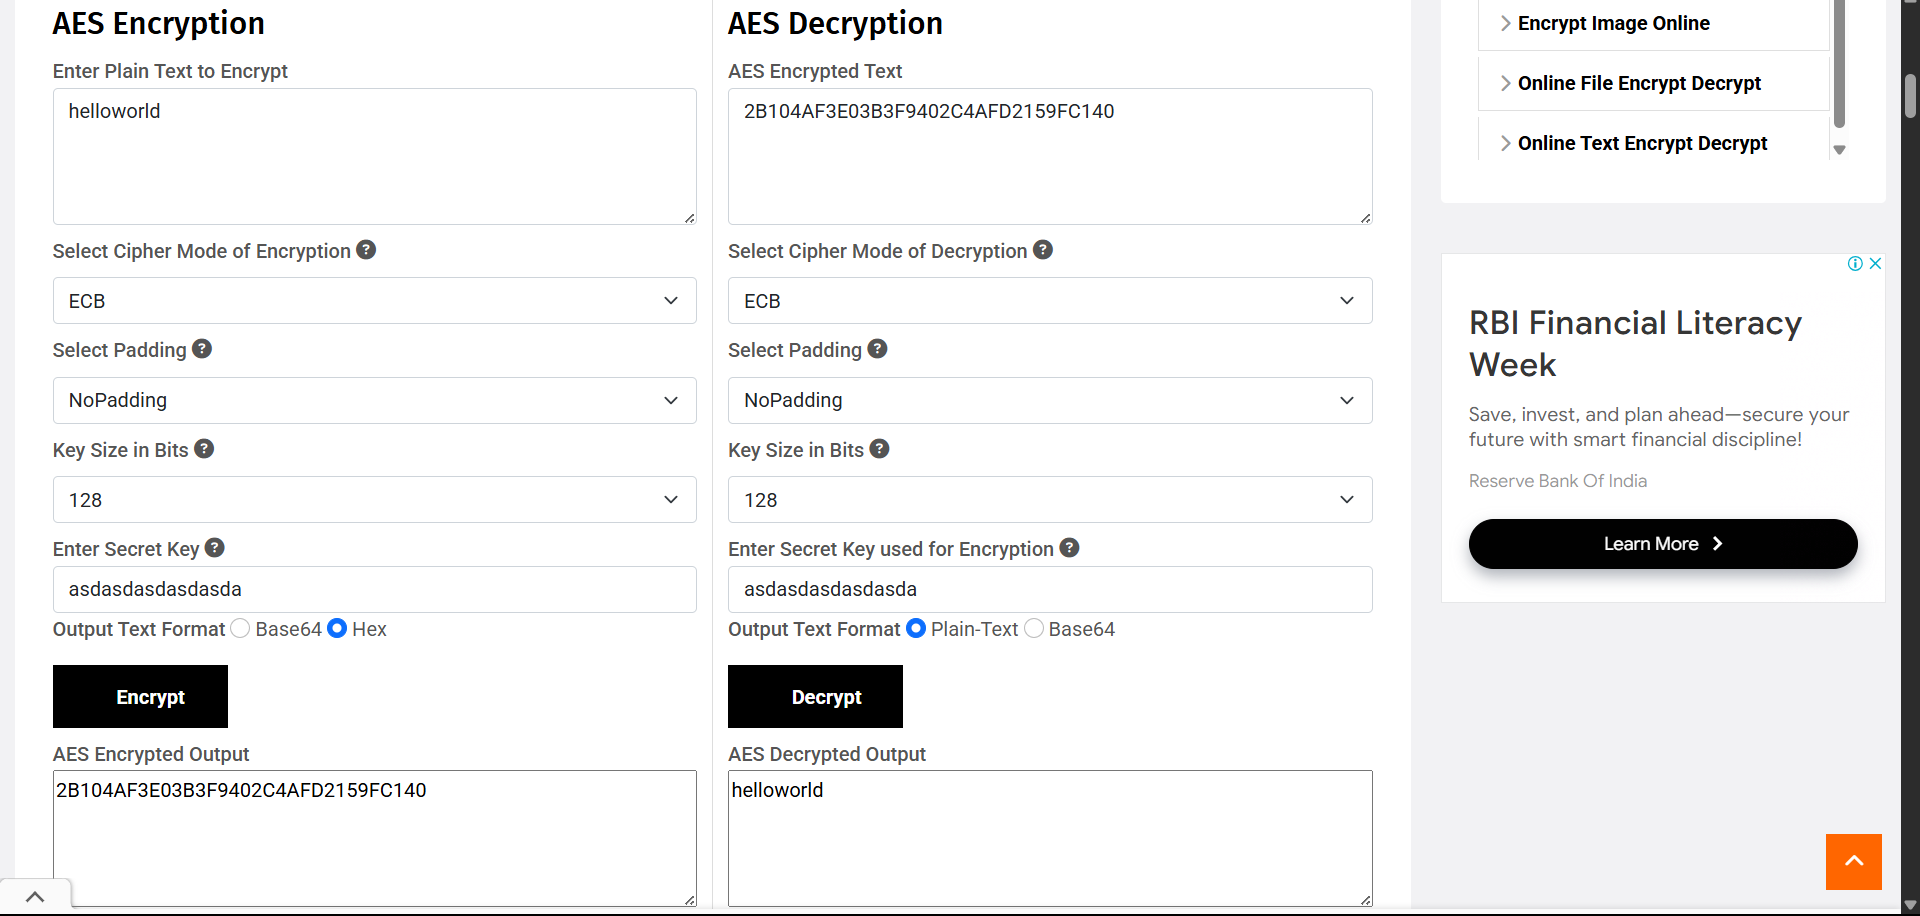 AES Encryption
Enter Plain Text to Encrypt
helloworld
Select Cipher Mode of Encryption ?
ECB
Select Padding ?
NoPadding
Key Size in Bits ?
128
Enter Secret Key ?
asdasdasdasdasda
Output Text Format Base64 Hex
Encrypt
AES Encrypted Output
2B104AF3E03B3F9402C4AFD2159FC140
AES Decryption
AES Encrypted Text
2B104AF3E03B3F9402C4AFD2159FC140
Select Cipher Mode of Decryption ?
ECB
Select Padding ?
NoPadding
Key Size in Bits ?
128
Enter Secret Key used for Encryption ?
asdasdasdasdasda
Output Text Format Plain-Text Base64
Decrypt
AES Decrypted Output
helloworld
Encrypt Image Online
Online File Encrypt Decrypt
Online Text Encrypt Decrypt
RBI Financial Literacy
Week
Save, invest, and plan ahead—secure your
future with smart financial discipline!
Reserve Bank Of India
Learn More